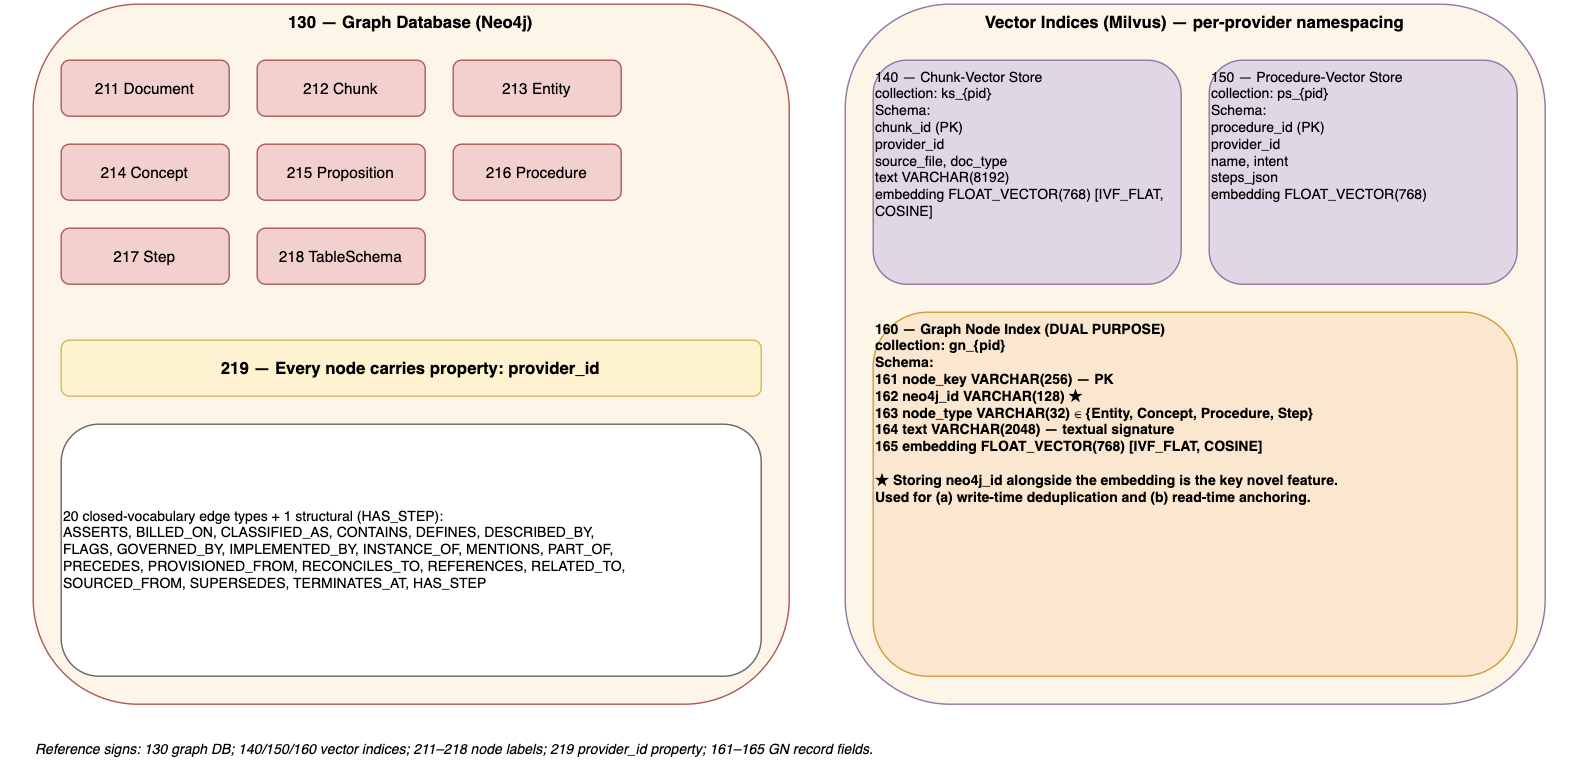 130 — Graph Database (Neo4j)
211 Document
212 Chunk
213 Entity
214 Concept
215 Proposition
216 Procedure
217 Step
218 TableSchema
219 — Every node carries property: provider_id
20 closed-vocabulary edge types + 1 structural (HAS_STEP):
ASSERTS, BILLED_ON, CLASSIFIED_AS, CONTAINS, DEFINES, DESCRIBED_BY,
FLAGS, GOVERNED_BY, IMPLEMENTED_BY, INSTANCE_OF, MENTIONS, PART_OF,
PRECEDES, PROVISIONED_FROM, RECONCILES_TO, REFERENCES, RELATED_TO,
SOURCED_FROM, SUPERSEDES, TERMINATES_AT, HAS_STEP
Vector Indices (Milvus) — per-provider namespacing
140 — Chunk-Vector Store
collection: ks_{pid}
Schema:
chunk_id (PK)
provider_id
source_file, doc_type
text VARCHAR(8192)
embedding FLOAT_VECTOR(768) [IVF_FLAT,
COSINE]
150 — Procedure-Vector Store
collection: ps_{pid}
Schema:
procedure_id (PK)
provider_id
name, intent
steps_json
embedding FLOAT_VECTOR(768)
160 — Graph Node Index (DUAL PURPOSE)
collection: gn_{pid}
Schema:
161 node_key VARCHAR(256) — PK
162 neo4j_id VARCHAR(128) ★
163 node_type VARCHAR(32) ∈ {Entity, Concept, Procedure, Step}
164 text VARCHAR(2048) — textual signature
165 embedding FLOAT_VECTOR(768) [IVF_FLAT, COSINE]
★ Storing neo4j_id alongside the embedding is the key novel feature.
Used for (a) write-time deduplication and (b) read-time anchoring.
Reference signs: 130 graph DB; 140/150/160 vector indices; 211–218 node labels; 219 provider_id property; 161–165 GN record fields.